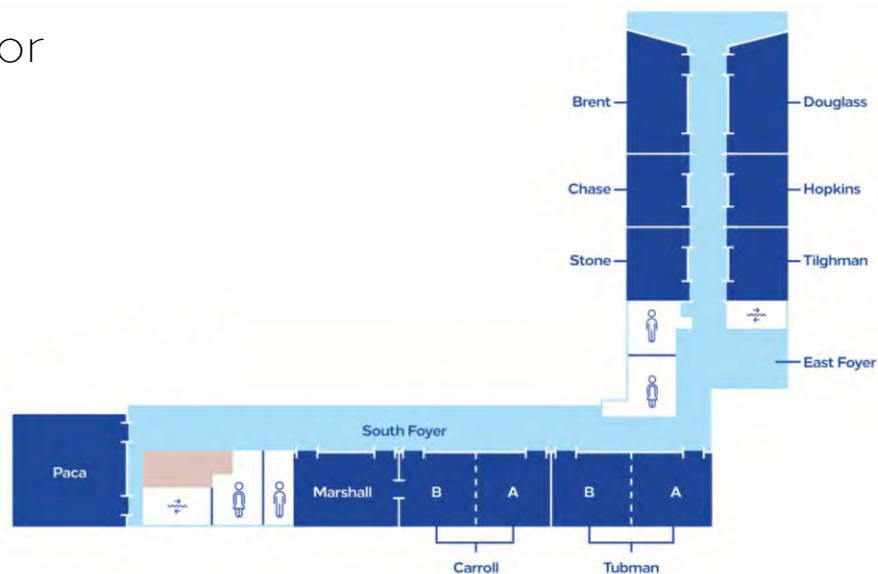 or
Brent
Douglass
Chase
Hopkins
Stone
Tilghman
East Foyer
South Foyer
Paca
Marshall
B
A
B
A
Carroll
Tubman